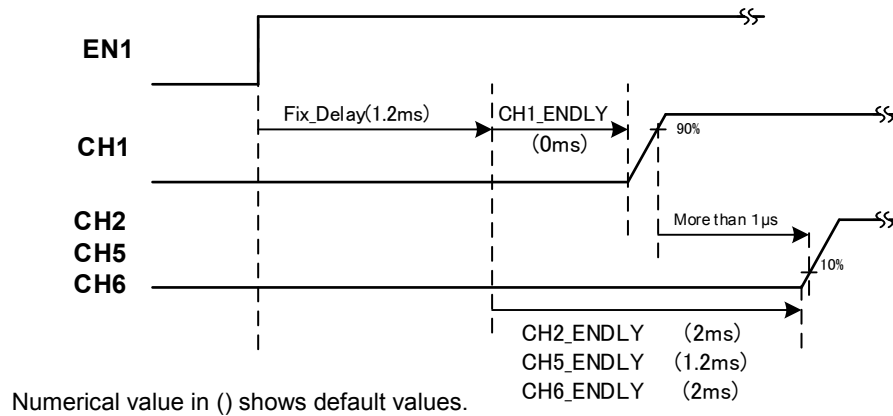 EN1
Fix_Delay(1.2ms)
CH1_ENDLY
(0ms)
CH1
90%
CH2
CH5
CH6
More than 1µs
10%
CH2_ENDLY (2ms)
CH5_ENDLY (1.2ms)
CH6_ENDLY (2ms)
Numerical value in () shows default values.